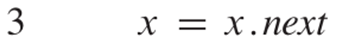 3 x = x.next